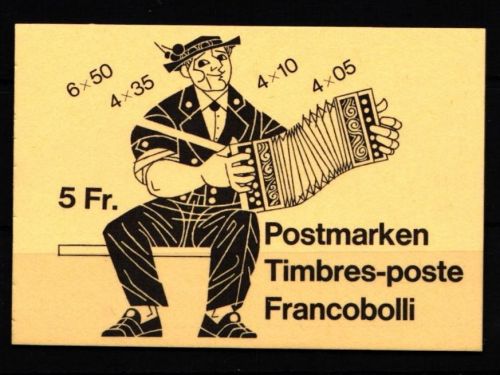 6×50
4×35
4×10
4×05
5 Fr.
Postmarken
Timbres-poste
Francobolli